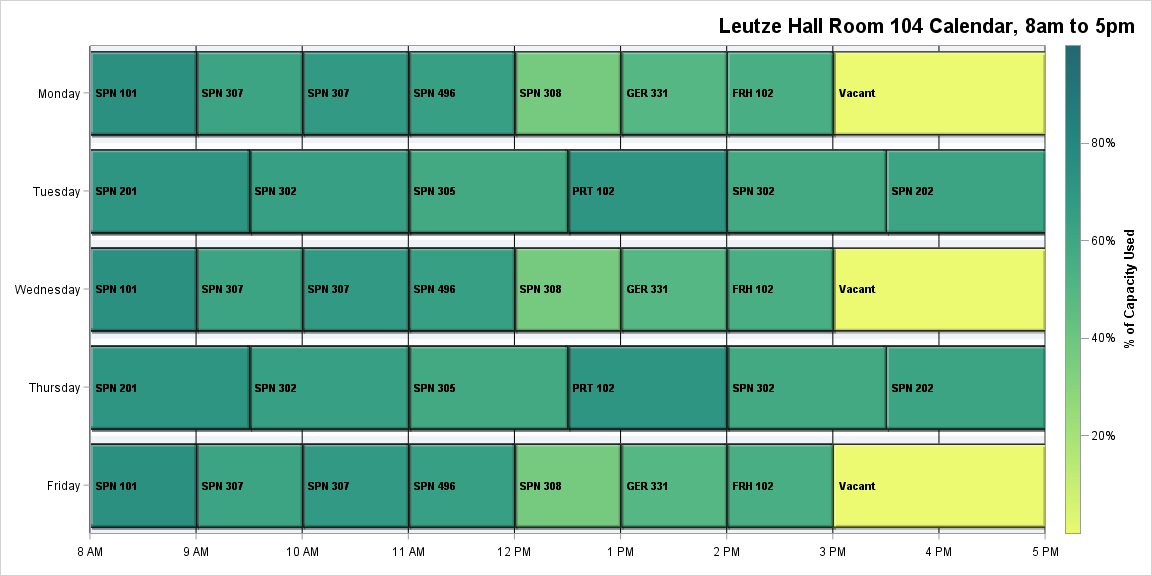 Leutze Hall Room 104 Calendar, 8am to 5pm
Monday SPN 101 SPN 307 SPN 307 SPN 496 SPN 308 GER 331 FRH 102 Vacant
Tuesday SPN 201 SPN 302 SPN 305 PRT 102 SPN 302 SPN 202
Wednesday SPN 101 SPN 307 SPN 307 SPN 496 SPN 308 GER 331 FRH 102 Vacant
Thursday SPN 201 SPN 302 SPN 305 PRT 102 SPN 302 SPN 202
Friday SPN 101 SPN 307 SPN 307 SPN 496 SPN 308 GER 331 FRH 102 Vacant
8 AM 9 AM 10 AM 11 AM 12 PM 1 PM 2 PM 3 PM 4 PM 5 PM
80%
60%
40%
20%
% of Capacity Used